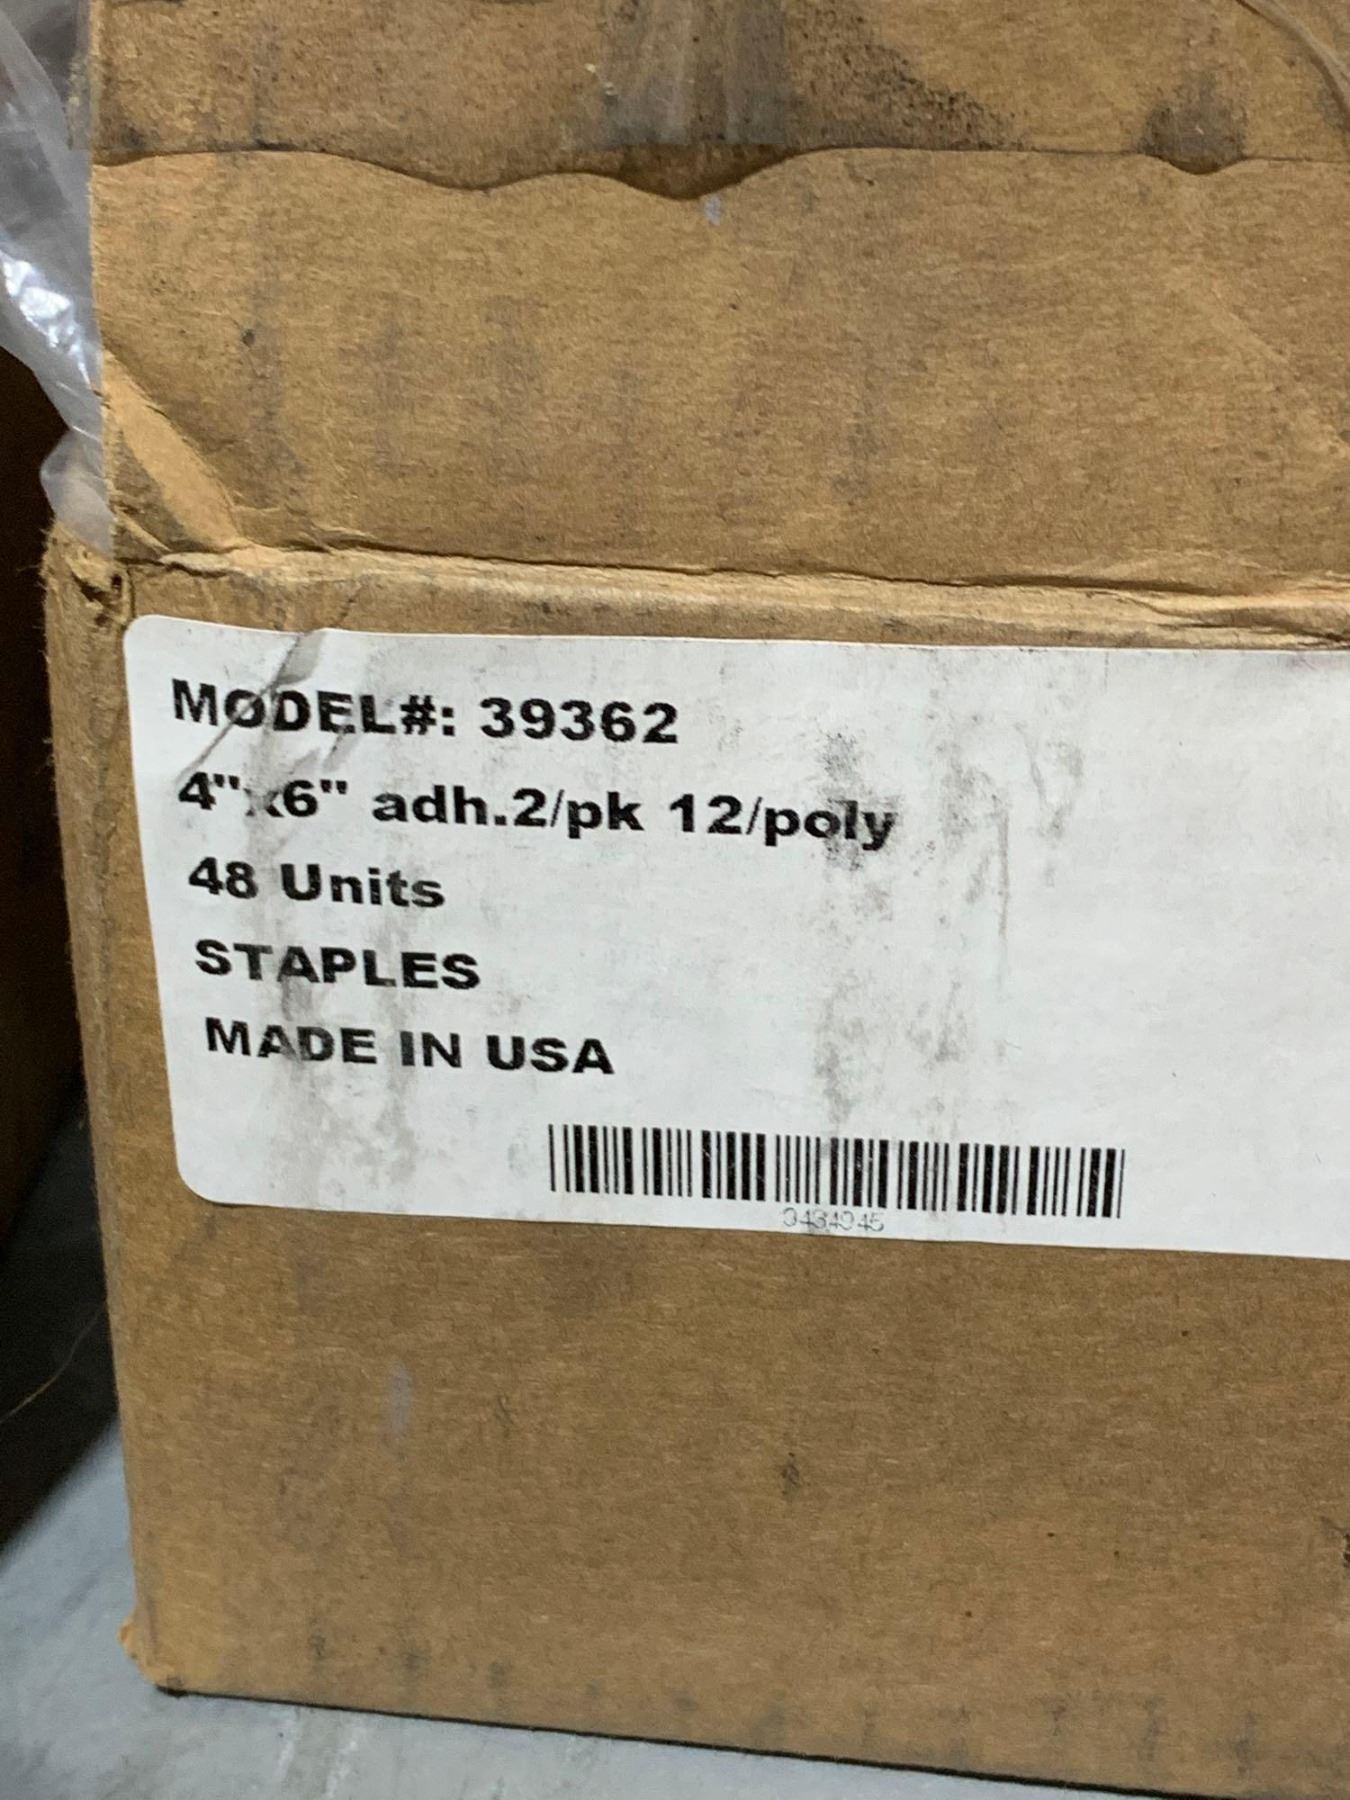 MODEL#: 39362
4"x6" adh.2/pk 12/poly
48 Units
STAPLES
MADE IN USA